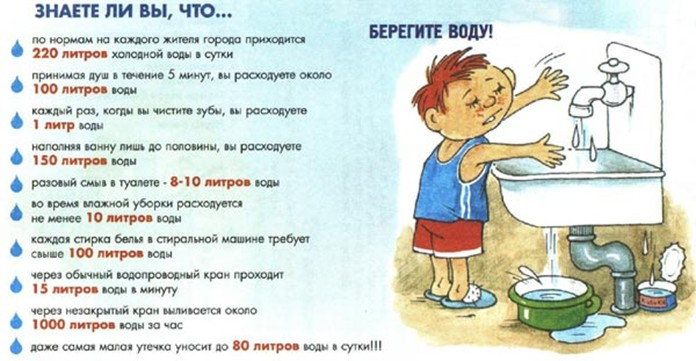 ЗНАЕТЕ ЛИ ВЫ, ЧТО...
по нормам на каждого жителя города приходится
220 литров холодной воды в сутки
принимая душ в течение 5 минут, вы расходуете около
100 литров воды
каждый раз, когды вы чистите зубы, вы расходуете
1 литр воды
наполняя ванну лишь до половины, вы расходуете
150 литров воды
разовый смыв в туалете - 8-10 литров воды
во время влажной уборки расходуется
не менее 10 литров воды
каждая стирка белья в стиральной машине требует
свыше 100 литров воды
через обычный водопроводный кран проходит
15 литров воды в минуту
через незакрытый кран выливается около
1000 литров воды за час
даже самая малая утечка уносит до 80 литров воды в сутки!!!
БЕРЕГИТЕ ВОДУ!